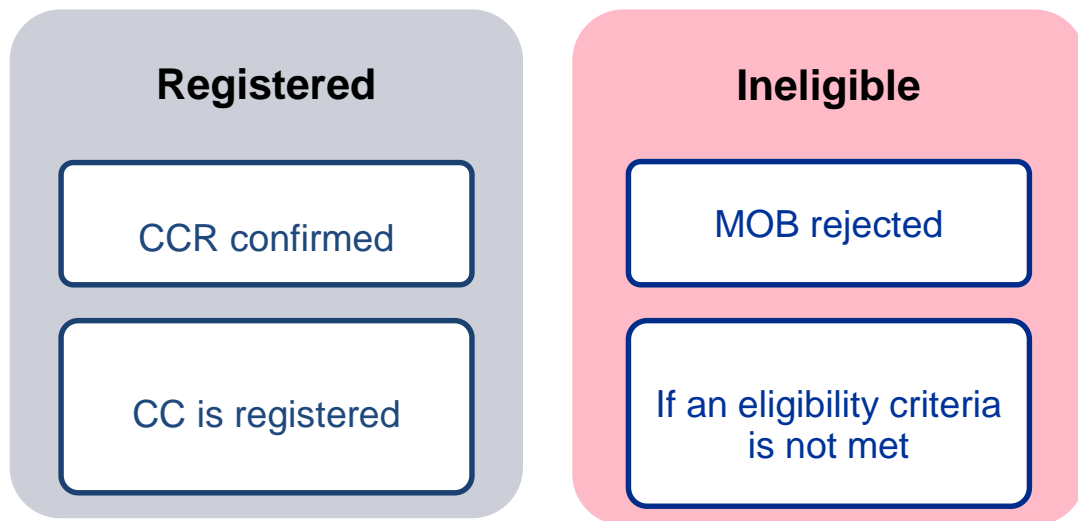 Registered
CCR confirmed
CC is registered
Ineligible
MOB rejected
If an eligibility criteria
is not met